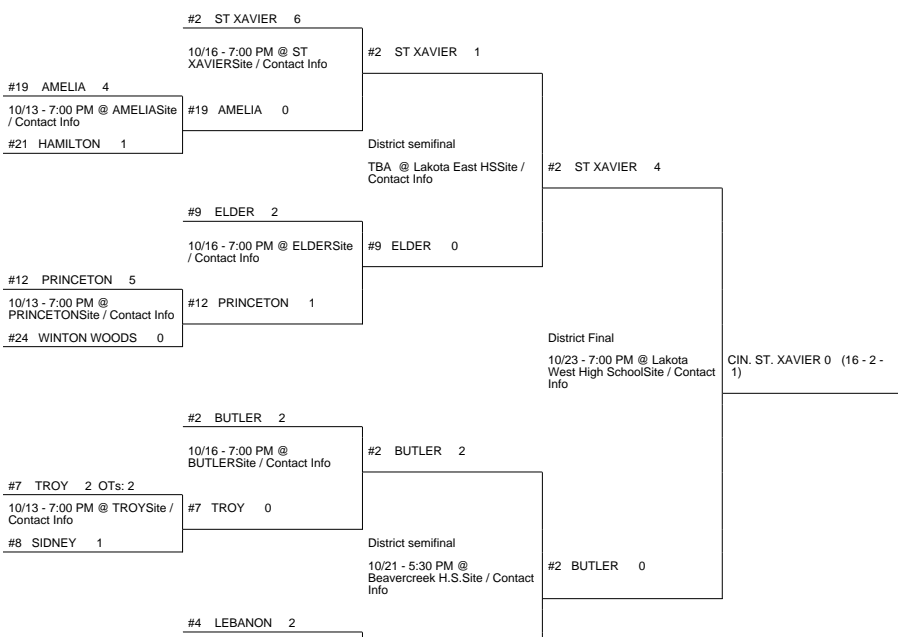 #2 ST XAVIER 6
10/16 - 7:00 PM @ ST
XAVIERSite / Contact Info
#2 ST XAVIER 1
#19 AMELIA 4
10/13 - 7:00 PM @ AMELIASite
/ Contact Info
#19 AMELIA 0
#21 HAMILTON 1
District semifinal
TBA @ Lakota East HSSite /
Contact Info
#2 ST XAVIER 4
#9 ELDER 2
10/16 - 7:00 PM @ ELDERSite
/ Contact Info
#9 ELDER 0
#12 PRINCETON 5
10/13 - 7:00 PM @
PRINCETONSite / Contact Info
#12 PRINCETON 1
#24 WINTON WOODS 0
District Final
10/23 - 7:00 PM @ Lakota
West High SchoolSite / Contact
Info
CIN. ST. XAVIER 0 (16 - 2 -
1)
#2 BUTLER 2
10/16 - 7:00 PM @
BUTLERSite / Contact Info
#2 BUTLER 2
#7 TROY 2 OTs: 2
10/13 - 7:00 PM @ TROYSite /
Contact Info
#7 TROY 0
#8 SIDNEY 1
District semifinal
10/21 - 5:30 PM @
Beavercreek H.S.Site / Contact
Info
#2 BUTLER 0
#4 LEBANON 2